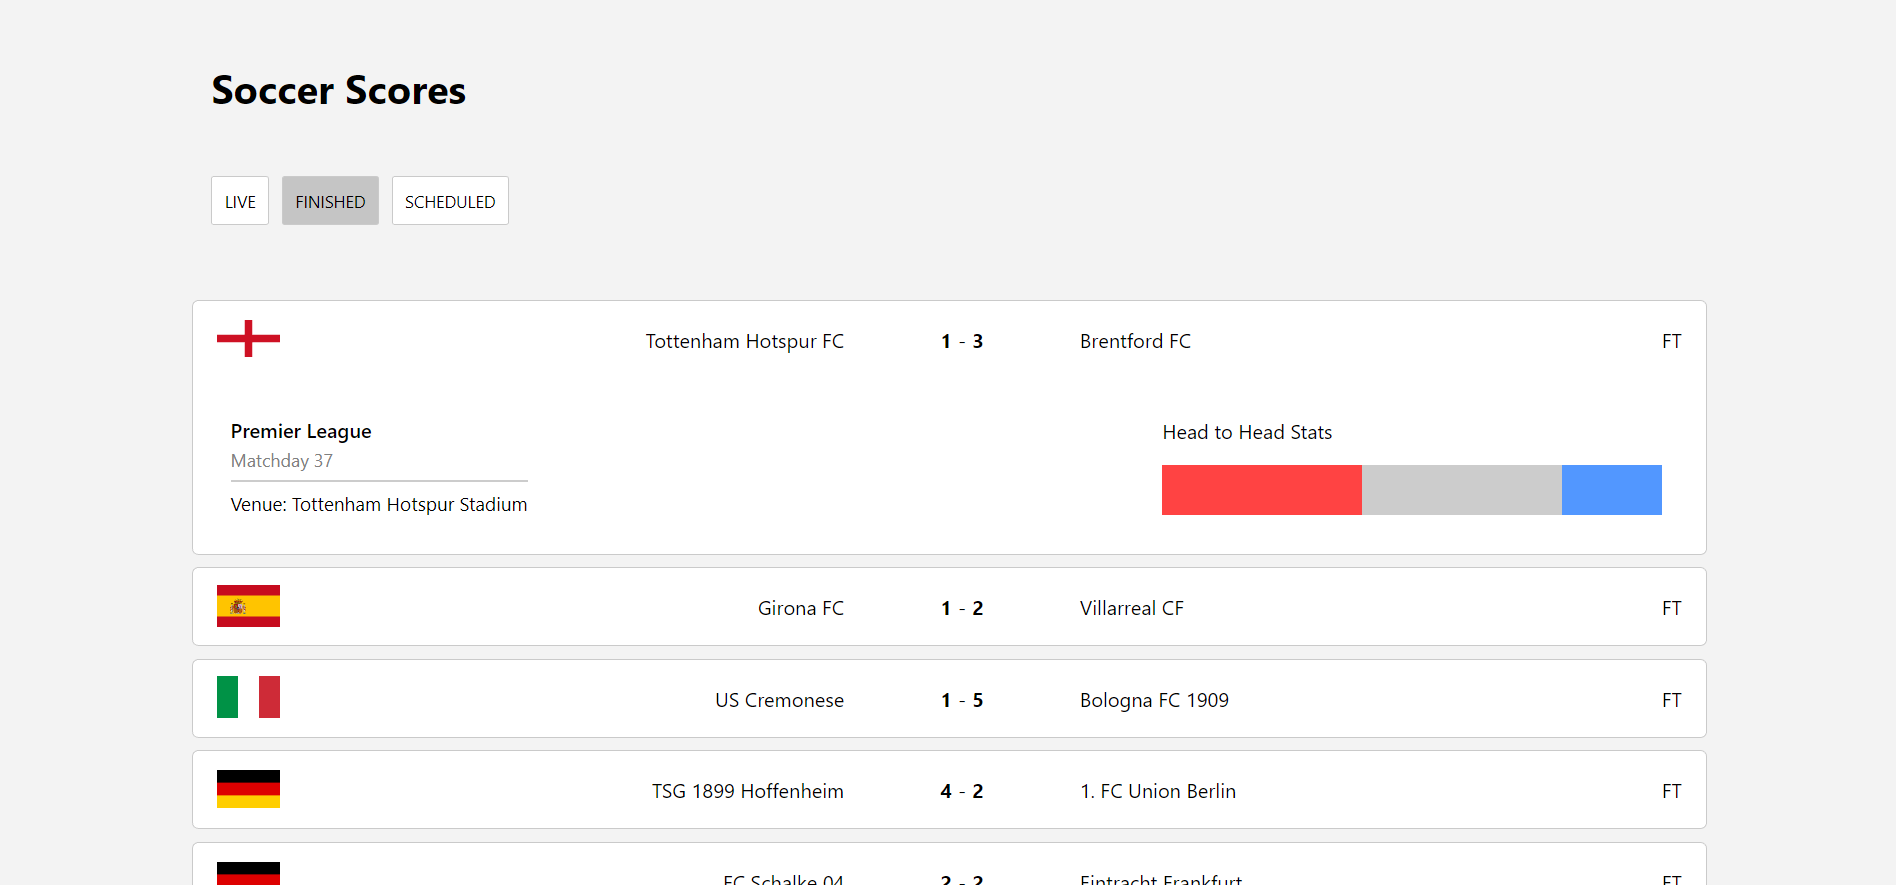 Soccer Scores
LIVE FINISHED SCHEDULED
Tottenham Hotspur FC 1 - 3 Brentford FC FT
Premier League
Matchday 37
Venue: Tottenham Hotspur Stadium
Head to Head Stats
Girona FC 1 - 2 Villarreal CF FT
US Cremonese 1 - 5 Bologna FC 1909 FT
TSG 1899 Hoffenheim 4 - 2 1. FC Union Berlin FT
FC Schalke 04 2 - 2 Eintracht Frankfurt FT